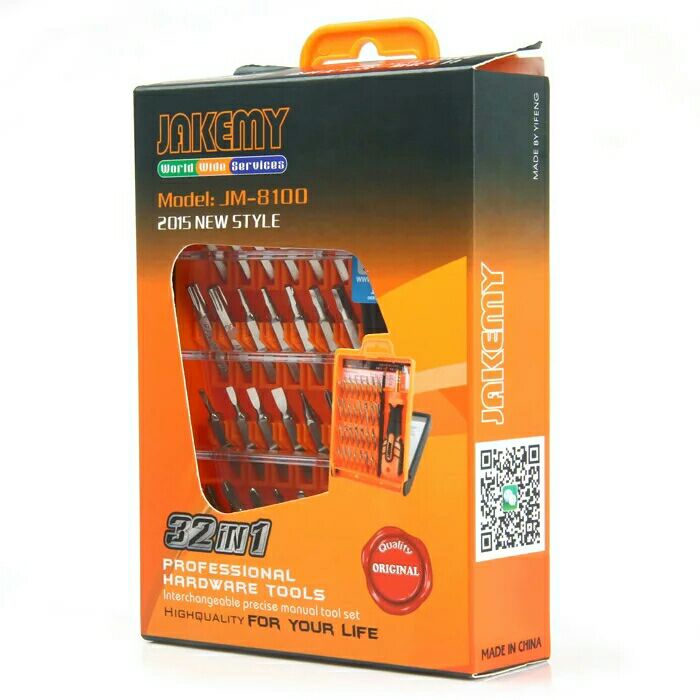 JAKEMY
World Wide Services
Model: JM-8100
2015 NEW STYLE
32 IN 1
PROFESSIONAL
HARDWARE TOOLS
Interchangeable precise manual tool set
HIGHQUALITY FOR YOUR LIFE
Quality
ORIGINAL
MADE BY YIFENG
JAKEMY
MADE IN CHINA